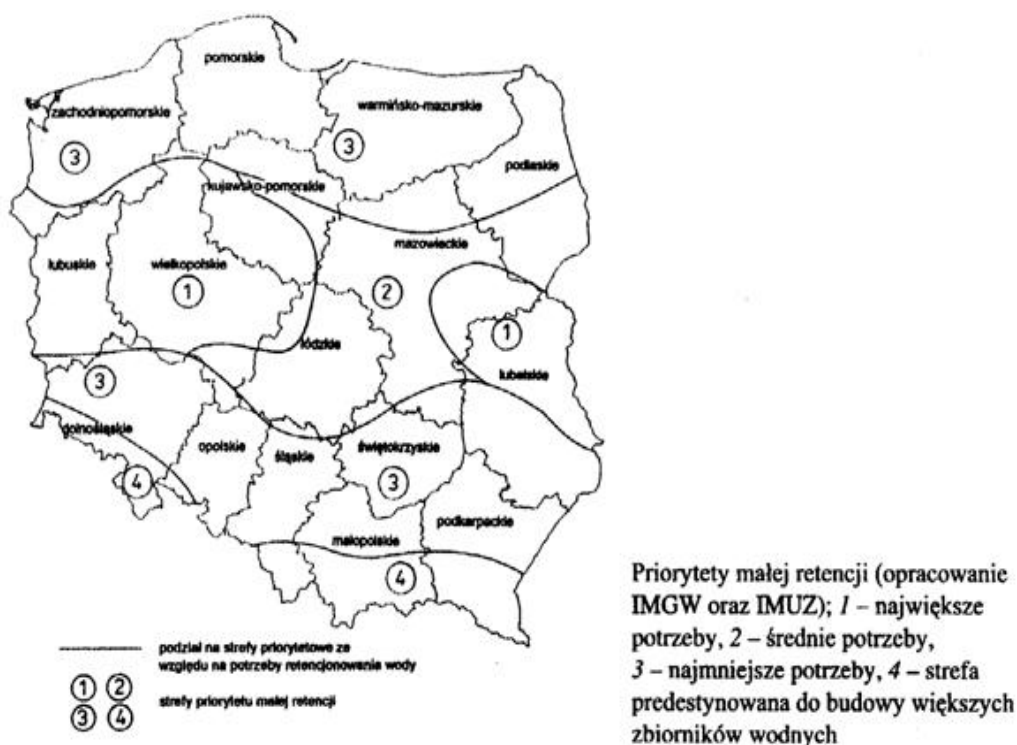 pomorskie
zachodniopomorskie
warmińsko-mazurskie
3
3
podlaskie
kujawsko-pomorskie
mazowieckie
lubuskie
wielkopolskie
1
2
1
łódzkie
lubelskie
3
dolnośląskie
opolskie
śląskie
świętokrzyskie
4
3
podkarpackie
małopolskie
4
podział na strefy priorytetowe ze
względu na potrzeby retencjonowania wody
1 2
strefy priorytetu małej retencji
3 4
Priorytety małej retencji (opracowanie
IMGW oraz IMUZ); 1 – największe
potrzeby, 2 – średnie potrzeby,
3 – najmniejsze potrzeby, 4 – strefa
predestynowana do budowy większych
zbiorników wodnych